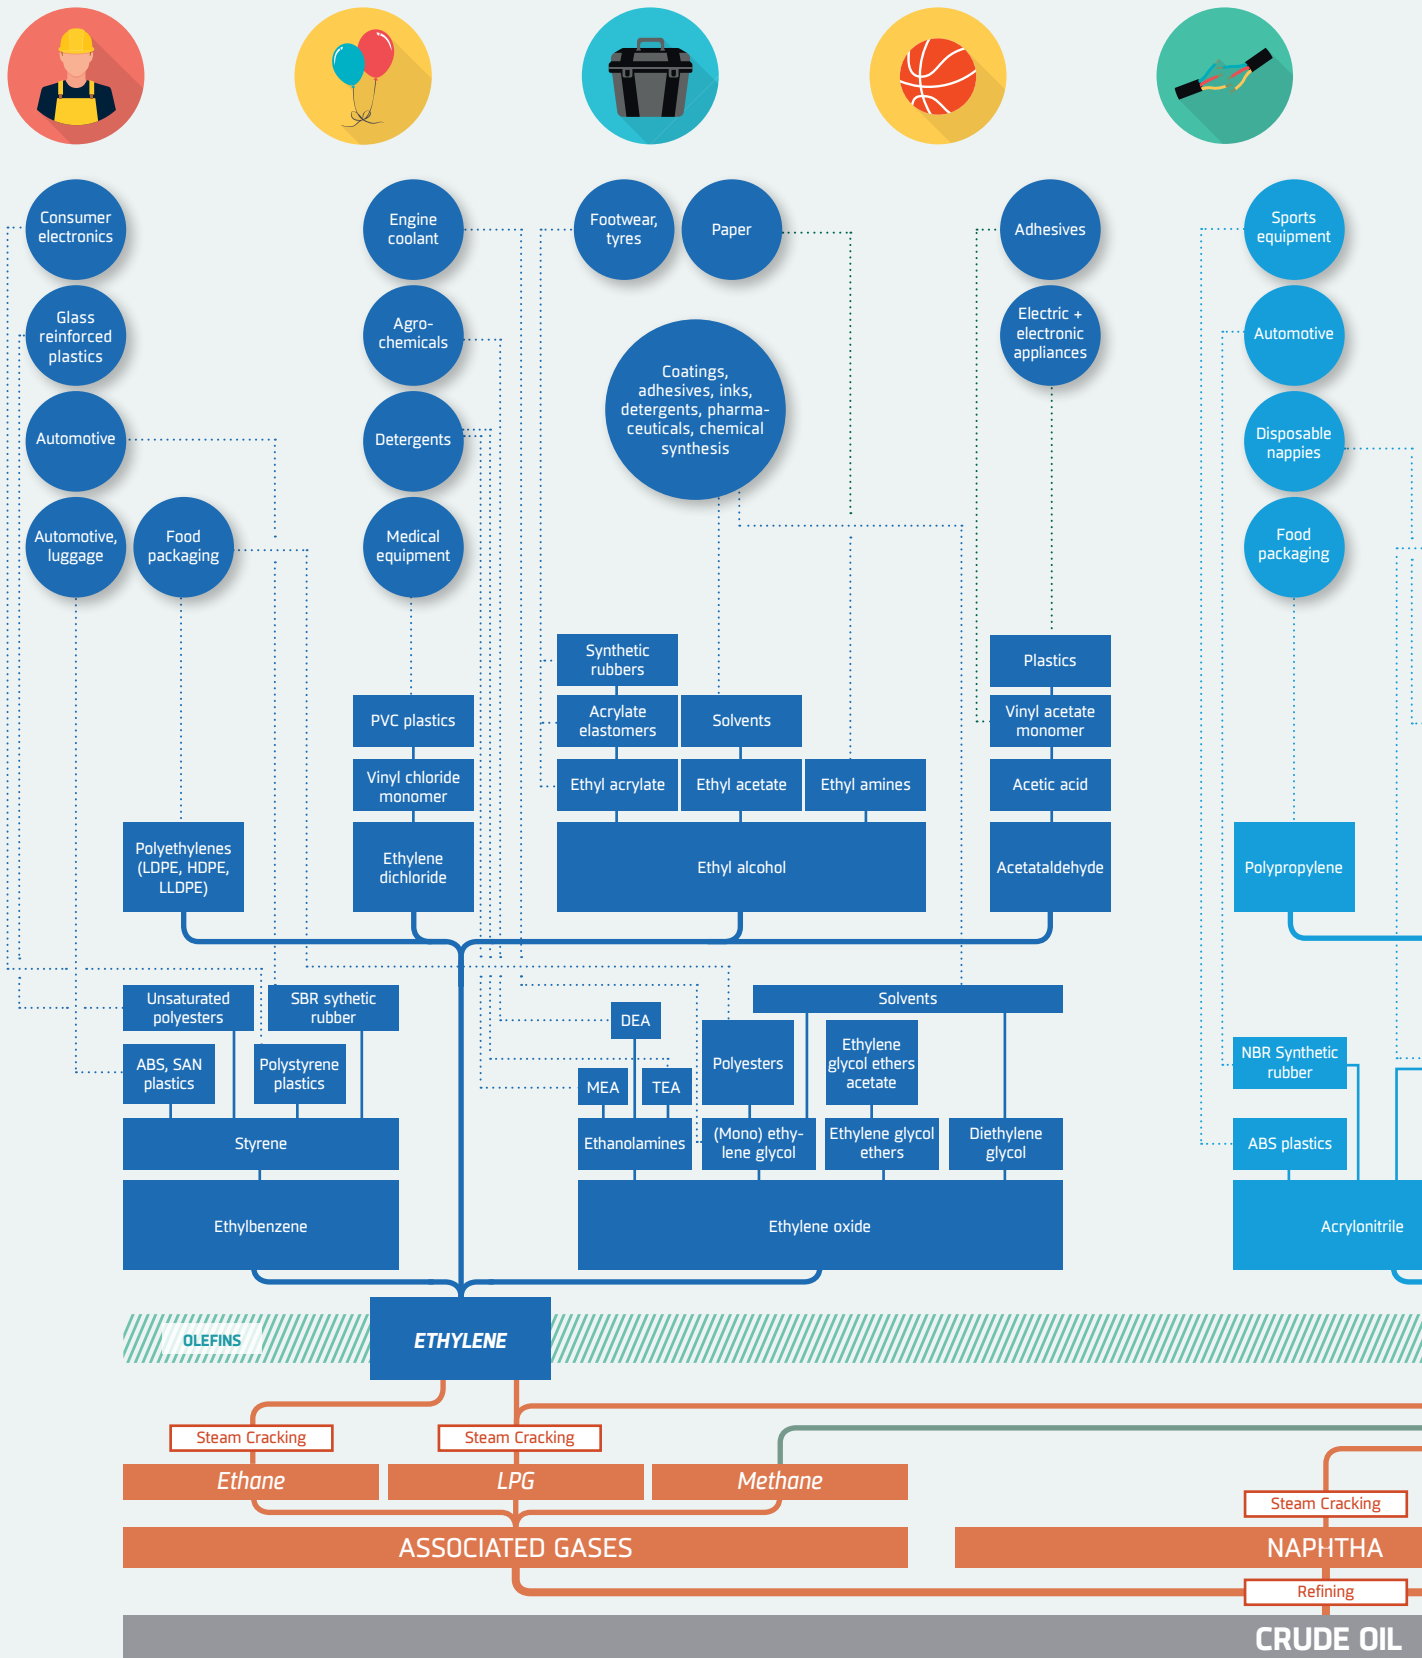 Consumer
electronics
Engine
coolant
Footwear,
tyres
Paper
Adhesives
Sports
equipment
Glass
reinforced
plastics
Agro-
chemicals
Coatings,
adhesives, inks,
detergents, pharma-
ceuticals, chemical
synthesis
Electric +
electronic
appliances
Automotive
Automotive
Detergents
Disposable
nappies
Automotive,
luggage
Food
packaging
Medical
equipment
Food
packaging
Synthetic
rubbers
Plastics
PVC plastics
Acrylate
elastomers
Solvents
Vinyl acetate
monomer
Vinyl chloride
monomer
Ethyl acrylate
Ethyl acetate
Ethyl amines
Acetic acid
Polyethylenes
(LDPE, HDPE,
LLDPE)
Ethylene
dichloride
Ethyl alcohol
Acetataldehyde
Polypropylene
Unsaturated
polyesters
SBR sythetic
rubber
Solvents
DEA
ABS, SAN
plastics
Polystyrene
plastics
MEA
TEA
Polyesters
Ethylene
glycol ethers
acetate
NBR Synthetic
rubber
Styrene
Ethanolamines
(Mono) ethy-
lene glycol
Ethylene glycol
ethers
Diethylene
glycol
ABS plastics
Ethylbenzene
Ethylene oxide
Acrylonitrile
OLEFINS
ETHYLENE
Steam Cracking
Steam Cracking
Ethane
LPG
Methane
Steam Cracking
ASSOCIATED GASES
NAPHTHA
Refining
CRUDE OIL